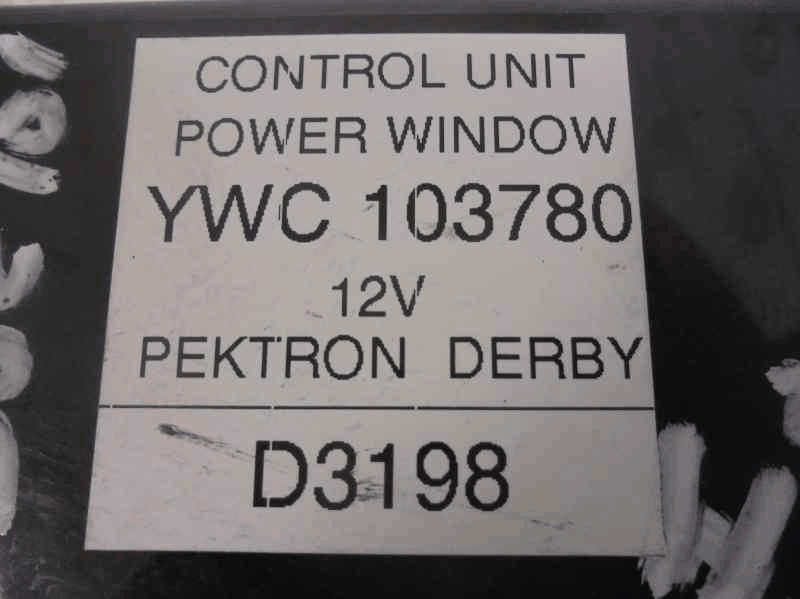 CONTROL UNIT
POWER WINDOW
YWC 103780
12V
PEKTRON DERBY
D3198